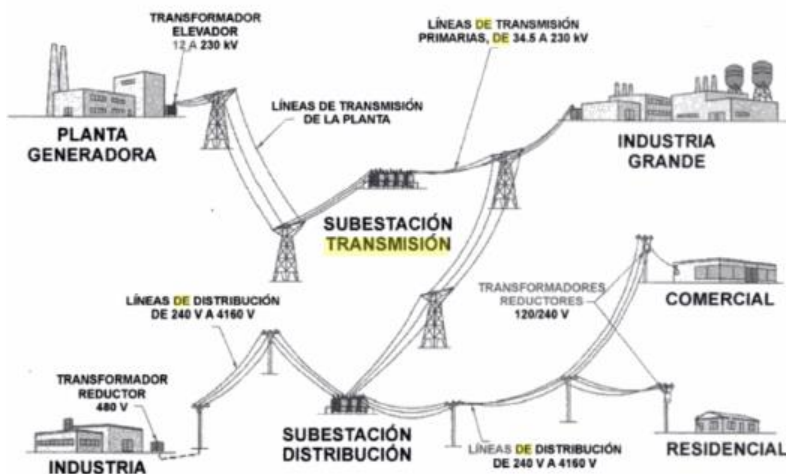 TRANSFORMADOR
ELEVADOR
12 A 230 kV
LÍNEAS DE TRANSMISIÓN
PRIMARIAS, DE 34.5 A 230 kV
LÍNEAS DE TRANSMISIÓN
DE LA PLANTA
PLANTA
GENERADORA
INDUSTRIA
GRANDE
SUBESTACIÓN
TRANSMISIÓN
LÍNEAS DE DISTRIBUCIÓN
DE 240 V A 4160 V
TRANSFORMADORES
REDUCTORES
120/240 V
COMERCIAL
TRANSFORMADOR
REDUCTOR
480 V
INDUSTRIA
SUBESTACIÓN
DISTRIBUCIÓN
LÍNEAS DE DISTRIBUCIÓN
DE 240 V A 4160 V
RESIDENCIAL